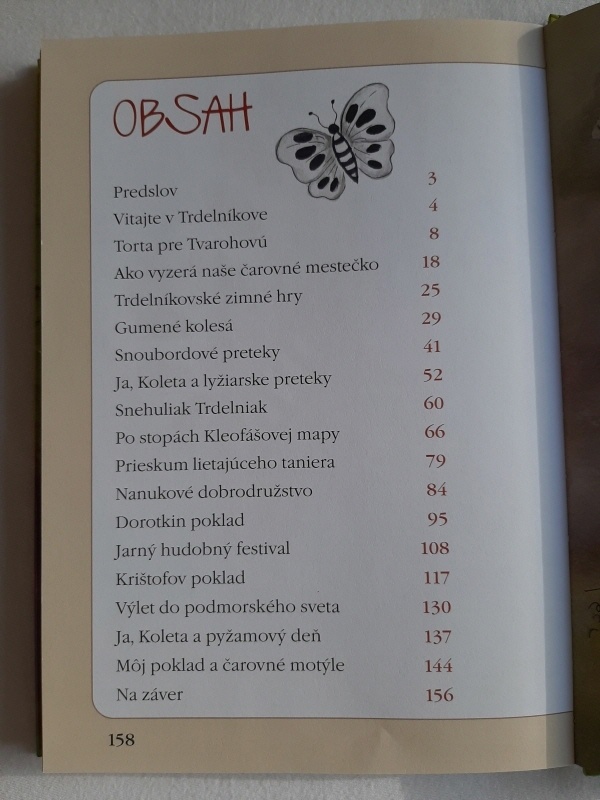 OBSAH
Predslov 3
Vitajte v Trdelníkove 4
Torta pre Tvarohovú 8
Ako vyzerá naše čarovné mestečko 18
Trdelníkovské zimné hry 25
Gumené kolesá 29
Snoubordové preteky 41
Ja, Koleta a lyžiarske preteky 52
Snehuliak Trdelniak 60
Po stopách Kleofášovej mapy 66
Prieskum lietajúceho taniera 79
Nanukové dobrodružstvo 84
Dorotkin poklad 95
Jarný hudobný festival 108
Krištofov poklad 117
Výlet do podmorského sveta 130
Ja, Koleta a pyžamový deň 137
Môj poklad a čarovné motýle 144
Na záver 156
158